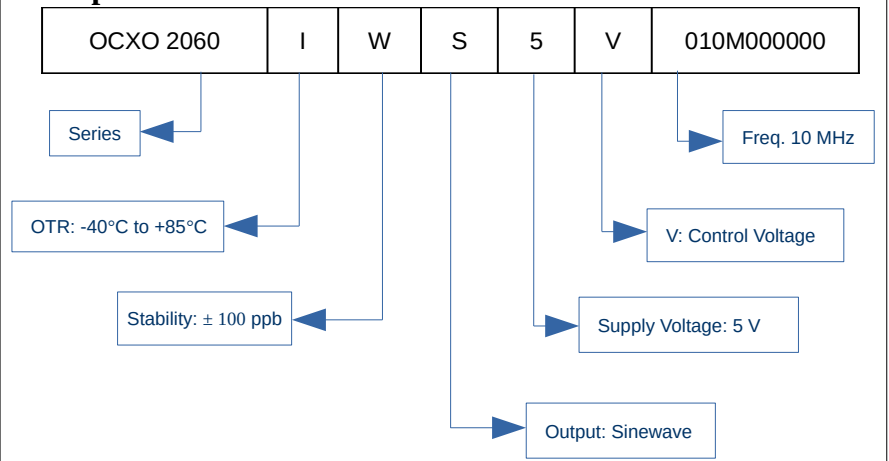 OCXO 2060 I W S 5 V 010M000000
Series
Freq. 10 MHz
OTR: -40°C to +85°C
V: Control Voltage
Stability: ± 100 ppb
Supply Voltage: 5 V
Output: Sinewave